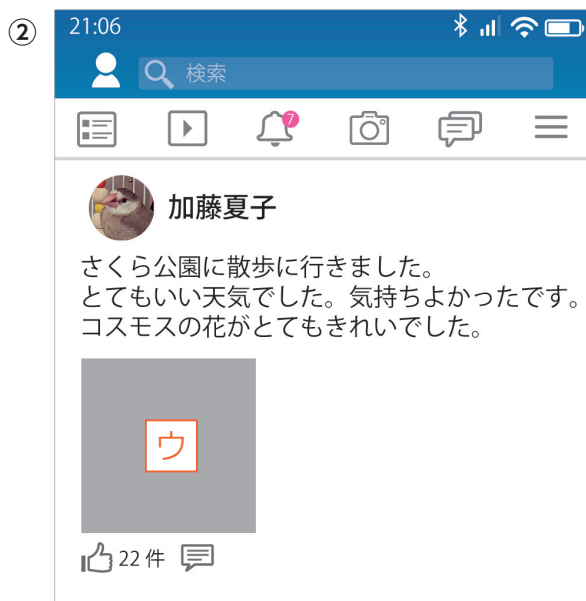 ②
21:06
検索
7
加藤夏子
さくら公園に散歩に行きました。
とてもいい天気でした。気持ちよかったです。
コスモスの花がとてもきれいでした。
ウ
22 件